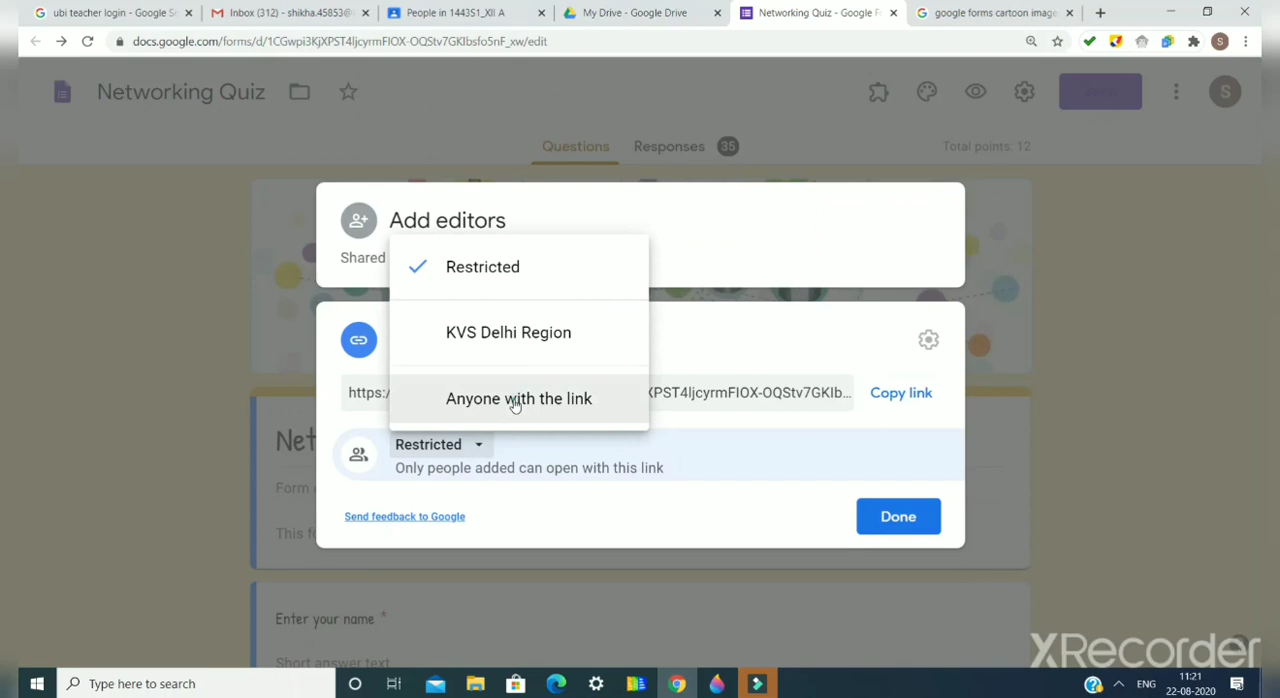 ubi teacher login - Google Se
Inbox (312) - shikha.45853@
People in 1443S1_XII A
My Drive - Google Drive
Networking Quiz - Google F
google forms cartoon image
docs.google.com/forms/d/1CGwpi3KjXPST4ljcyrmFIOX-OQStv7GKIbsfo5nF_xw/edit
S
Networking Quiz
S
Questions
Responses 35
Total points: 12
Add editors
Shared
Restricted
KVS Delhi Region
Anyone with the link
https:/
XPST4ljcyrmFIOX-OQStv7GKIb...
Copy link
Restricted
Only people added can open with this link
Send feedback to Google
Done
Net
Form
This fo
Enter your name *
Short answer text
XRecorder
Type here to search
ENG
11:21
22-08-2020